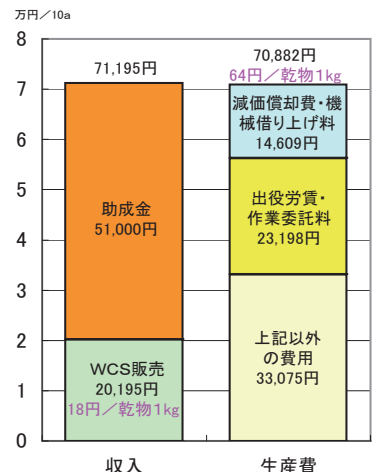 万円／10a
8
7
6
5
4
3
2
1
0
71,195円
助成金
51,000円
WCS販売
20,195円
18円／乾物1kg
収入
70,882円
64円／乾物1kg
減価償却費・機
械借り上げ料
14,609円
出役労賃・
作業委託料
23,198円
上記以外
の費用
33,075円
生産費